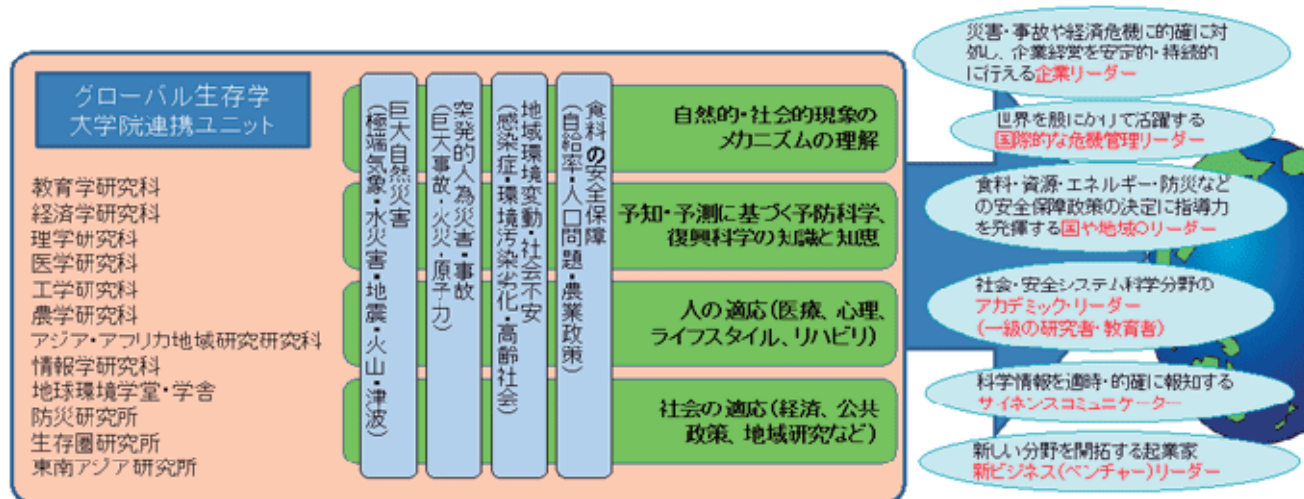 グローバル生存学
大学院連携ユニット
教育学研究科
経済学研究科
理学研究科
医学研究科
工学研究科
農学研究科
アジア・アフリカ地域研究研究科
情報学研究科
地球環境学堂・学舎
防災研究所
生存圏研究所
東南アジア研究所
巨大自然災害
(極端気象・水災害・地震・火山・津波)
突発的人為災害・事故
(巨大事故・火災・原子力)
地域環境変動・社会不安
(感染症・環境汚染劣化・高齢社会)
食料の安全保障
(自給率・人口問題・農業政策)
自然的・社会的現象の
メカニズムの理解
予知・予測に基づく予防科学、
復興科学の知識と知恵
人の適応(医療、心理、
ライフスタイル、リハビリ)
社会の適応(経済、公共
政策、地域研究など)
災害・事故や経済危機に的確に対
処し、企業経営を安定的・持続的
に行える企業リーダー
世界を股にかけて活躍する
国際的な危機管理リーダー
食料・資源・エネルギー・防災など
の安全保障政策の決定に指導力
を発揮する国や地域のリーダー
社会・安全システム科学分野の
アカデミック・リーダー
(一級の研究者・教育者)
科学情報を適時・的確に報知する
サイネンスコミュニケーター
新しい分野を開拓する起業家
新ビジネス(ベンチャー)リーダー